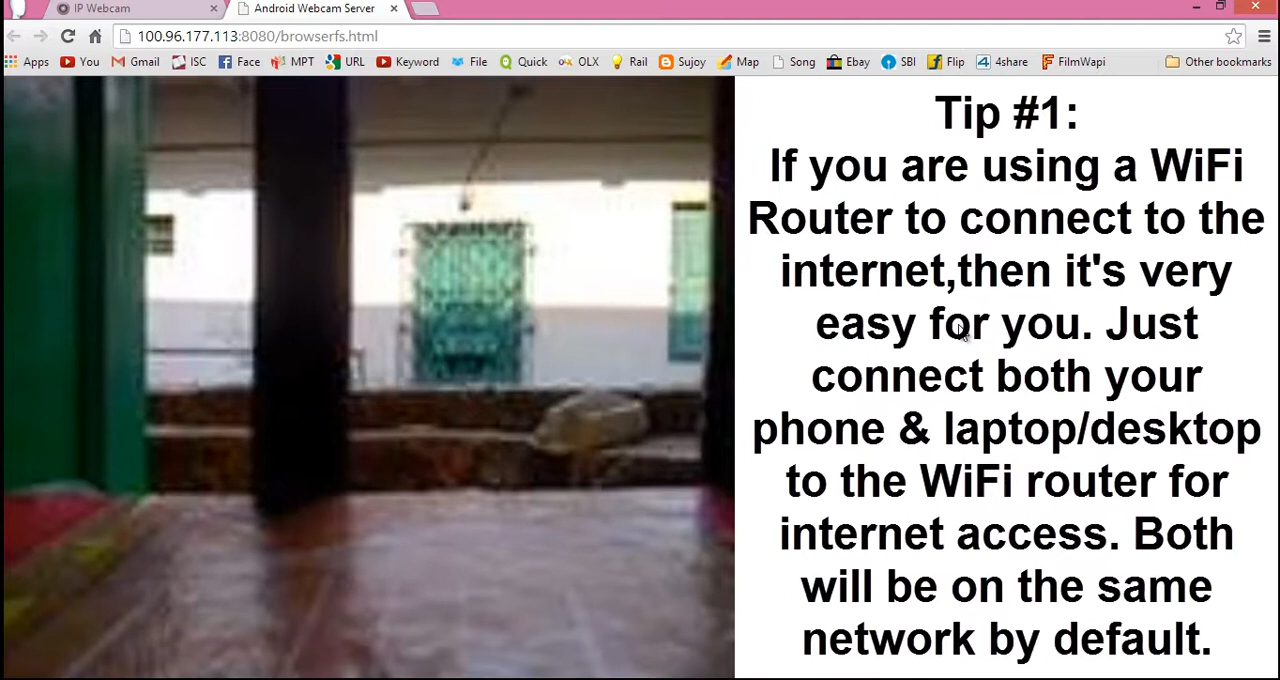 IP Webcam
Android Webcam Server
100.96.177.113:8080/browserfs.html
Apps You Gmail ISC Face MPT URL Keyword File Quick OLX Rail Sujoy Map Song Ebay SBI Flip 4share FilmWapi Other bookmarks
Tip #1:
If you are using a WiFi
Router to connect to the
internet,then it's very
easy for you. Just
connect both your
phone & laptop/desktop
to the WiFi router for
internet access. Both
will be on the same
network by default.